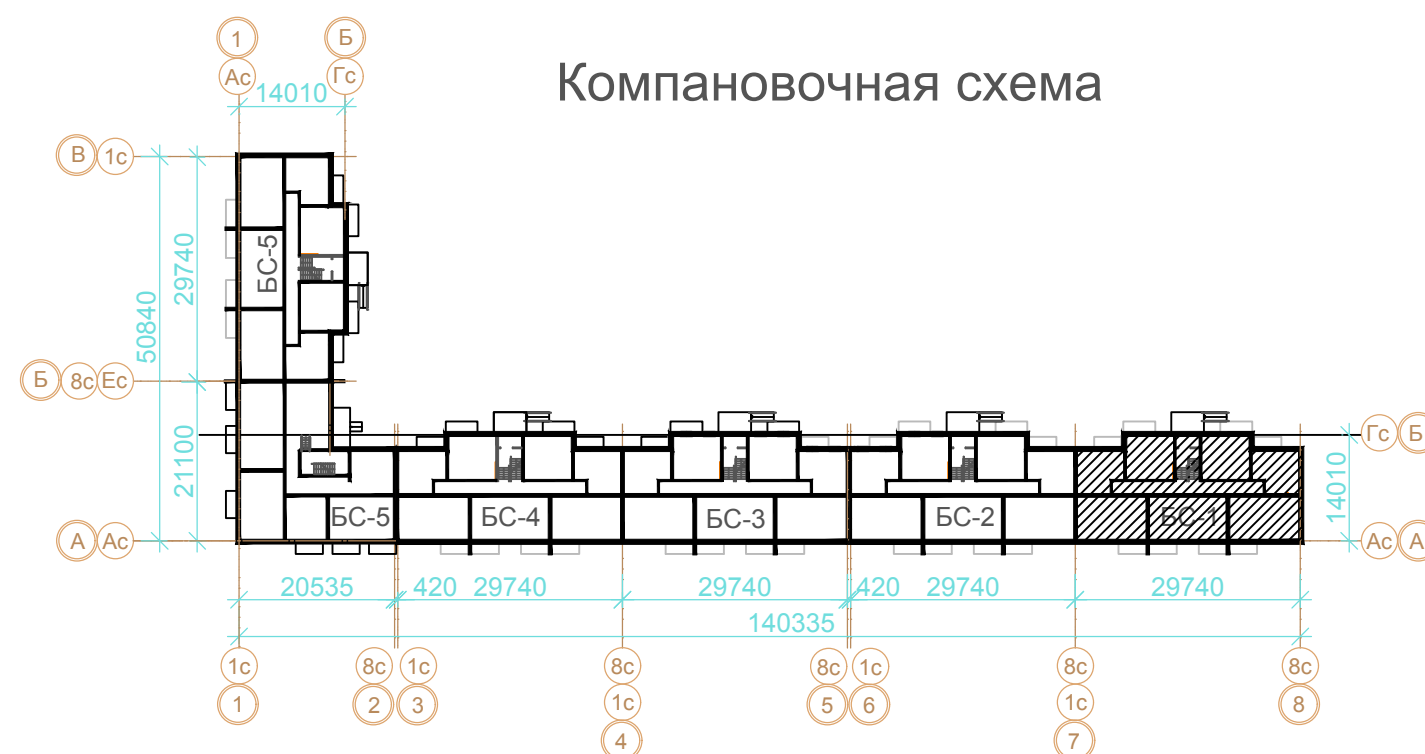 1
Б
Ас
Гс
14010
Компановочная схема
В
1с
БС-5
29740
50840
Б
8с
Ес
21100
Гс
Б
14010
БС-5
БС-4
БС-3
БС-2
БС-1
А
Ас
Ас
А
20535
420
29740
29740
420
29740
29740
140335
1с
8с
1с
8с
8с
1с
8с
8с
1
2
3
1с
5
6
1с
8
4
7